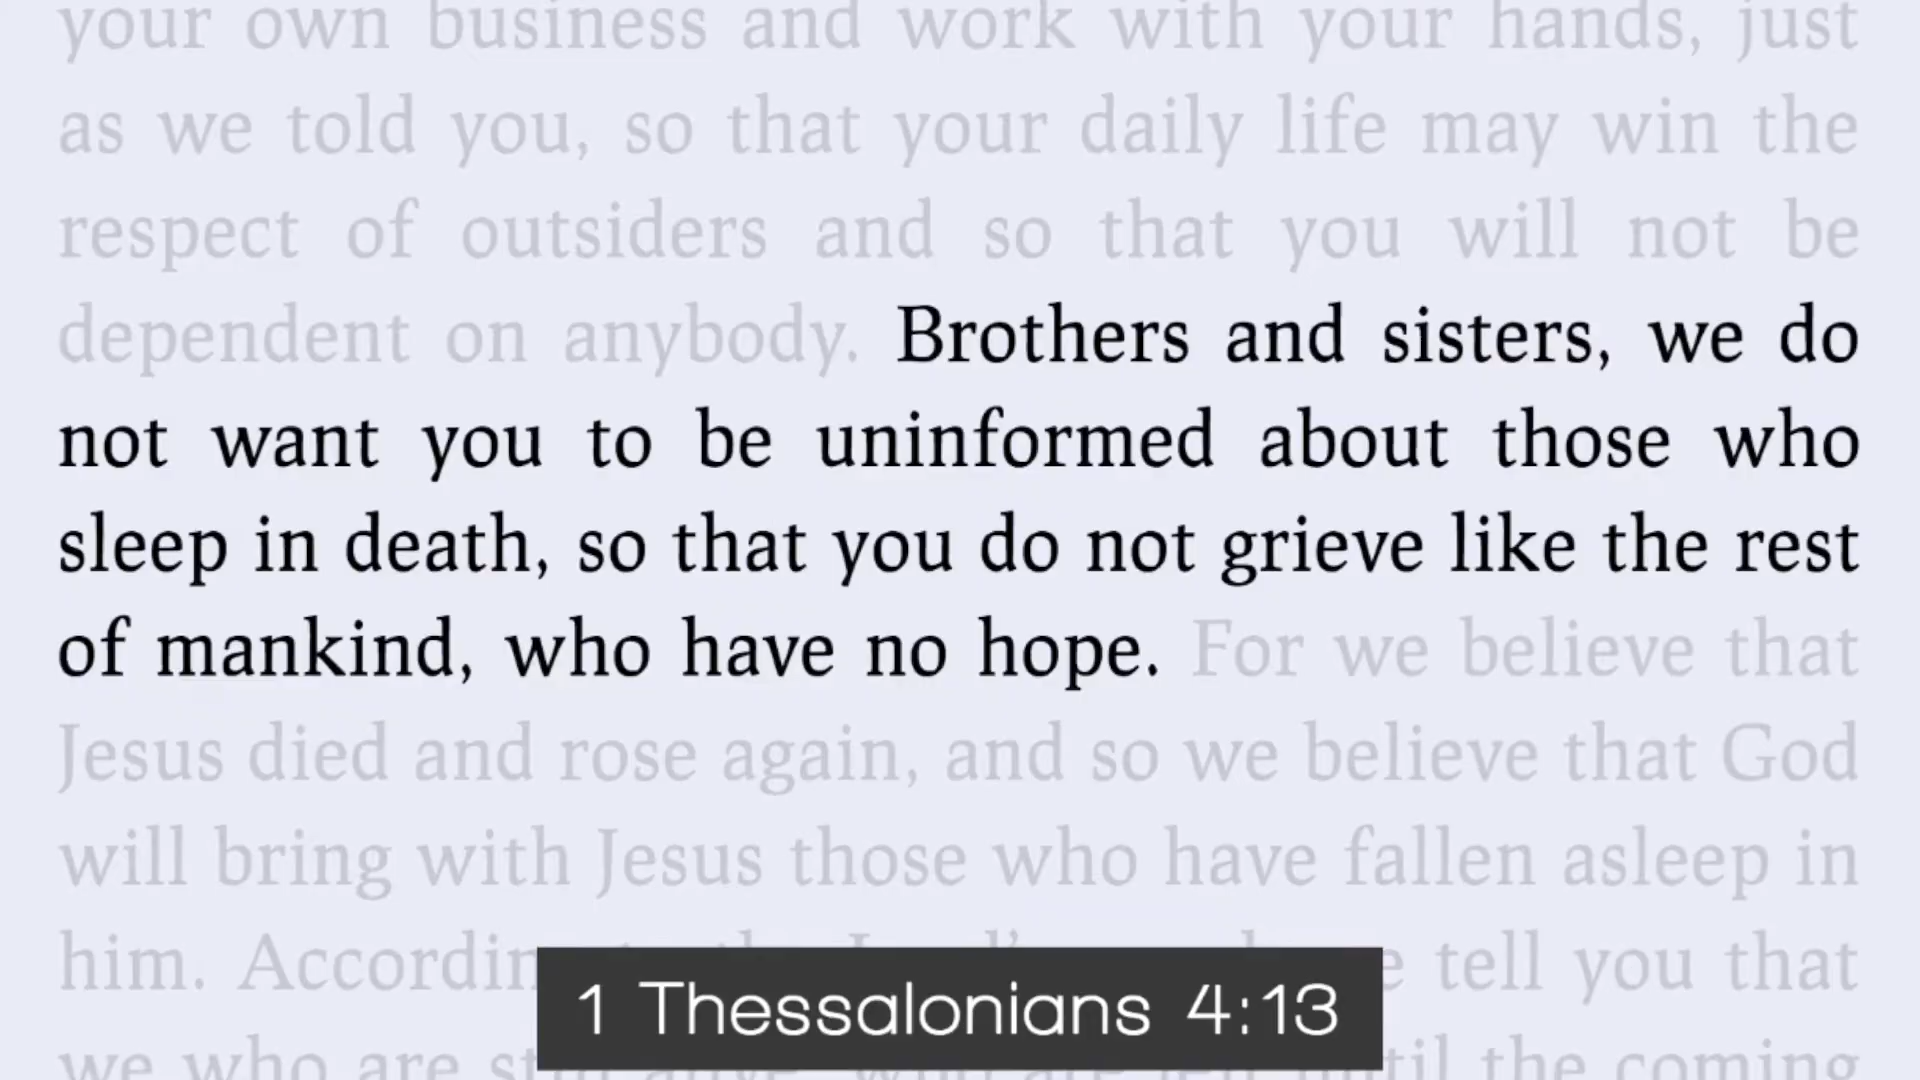 your own business and work with your hands, just
as we told you, so that your daily life may win the
respect of outsiders and so that you will not be
dependent on anybody. Brothers and sisters, we do
not want you to be uninformed about those who
sleep in death, so that you do not grieve like the rest
of mankind, who have no hope. For we believe that
Jesus died and rose again, and so we believe that God
will bring with Jesus those who have fallen asleep in
him. tell you that
1 Thessalonians 4:13
we who are the coming